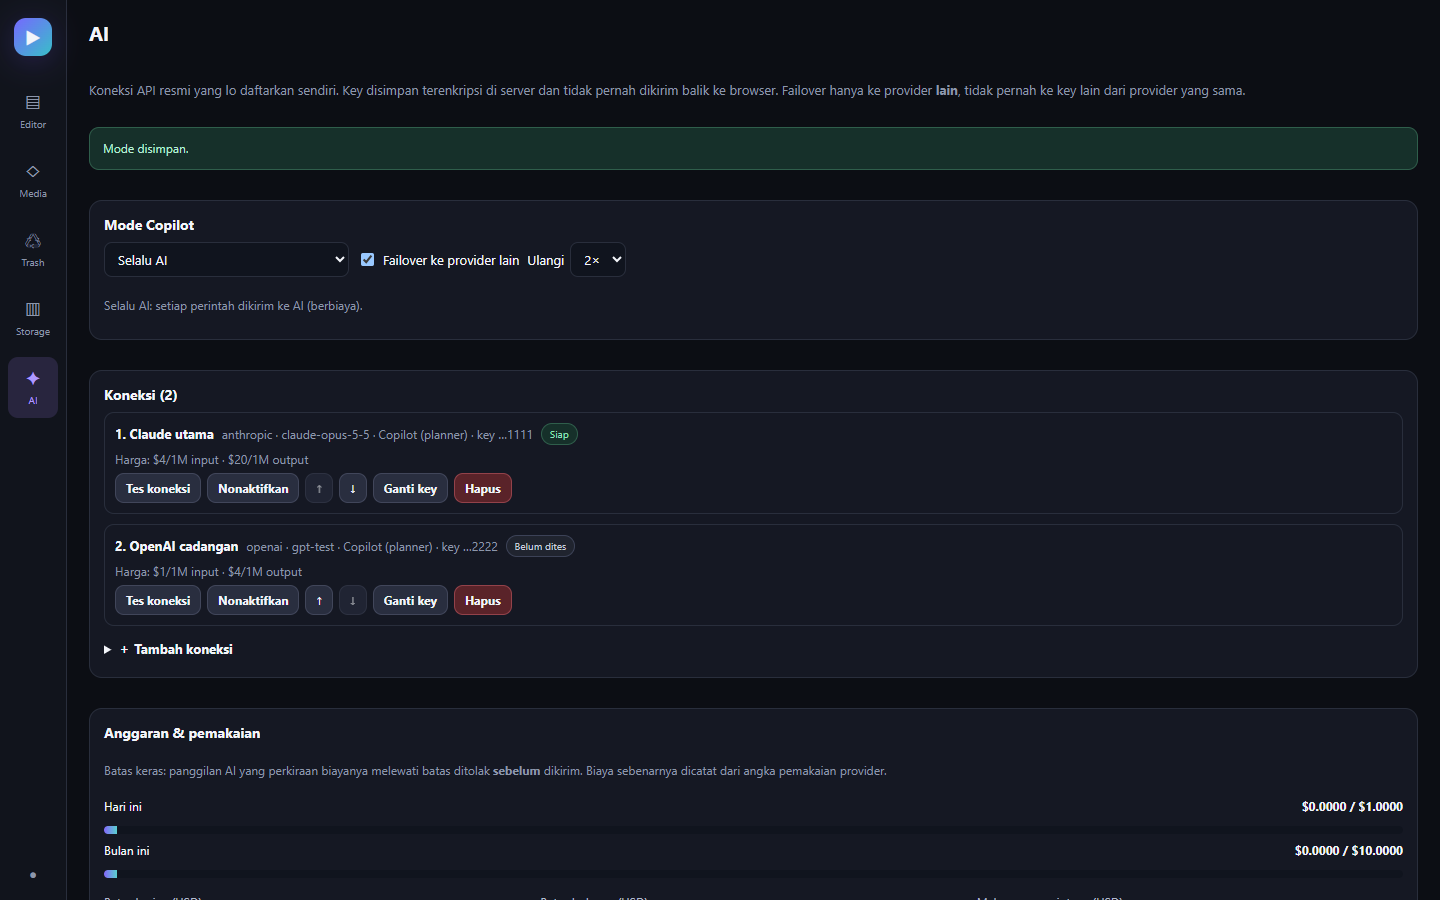 AI
Editor
Media
Trash
Storage
AI
Koneksi API resmi yang lo daftarkan sendiri. Key disimpan terenkripsi di server dan tidak pernah dikirim balik ke browser. Failover hanya ke provider lain, tidak pernah ke key lain dari provider yang sama.
Mode disimpan.
Mode Copilot
Selalu AI Failover ke provider lain Ulangi 2×
Selalu AI: setiap perintah dikirim ke AI (berbiaya).
Koneksi (2)
1. Claude utama anthropic · claude-opus-5-5 · Copilot (planner) · key ...1111 Siap
Harga: $4/1M input · $20/1M output
Tes koneksi Nonaktifkan ↑ ↓ Ganti key Hapus
2. OpenAI cadangan openai · gpt-test · Copilot (planner) · key ...2222 Belum dites
Harga: $1/1M input · $4/1M output
Tes koneksi Nonaktifkan ↑ ↓ Ganti key Hapus
+ Tambah koneksi
Anggaran & pemakaian
Batas keras: panggilan AI yang perkiraan biayanya melewati batas ditolak sebelum dikirim. Biaya sebenarnya dicatat dari angka pemakaian provider.
Hari ini $0.0000 / $1.0000
Bulan ini $0.0000 / $10.0000